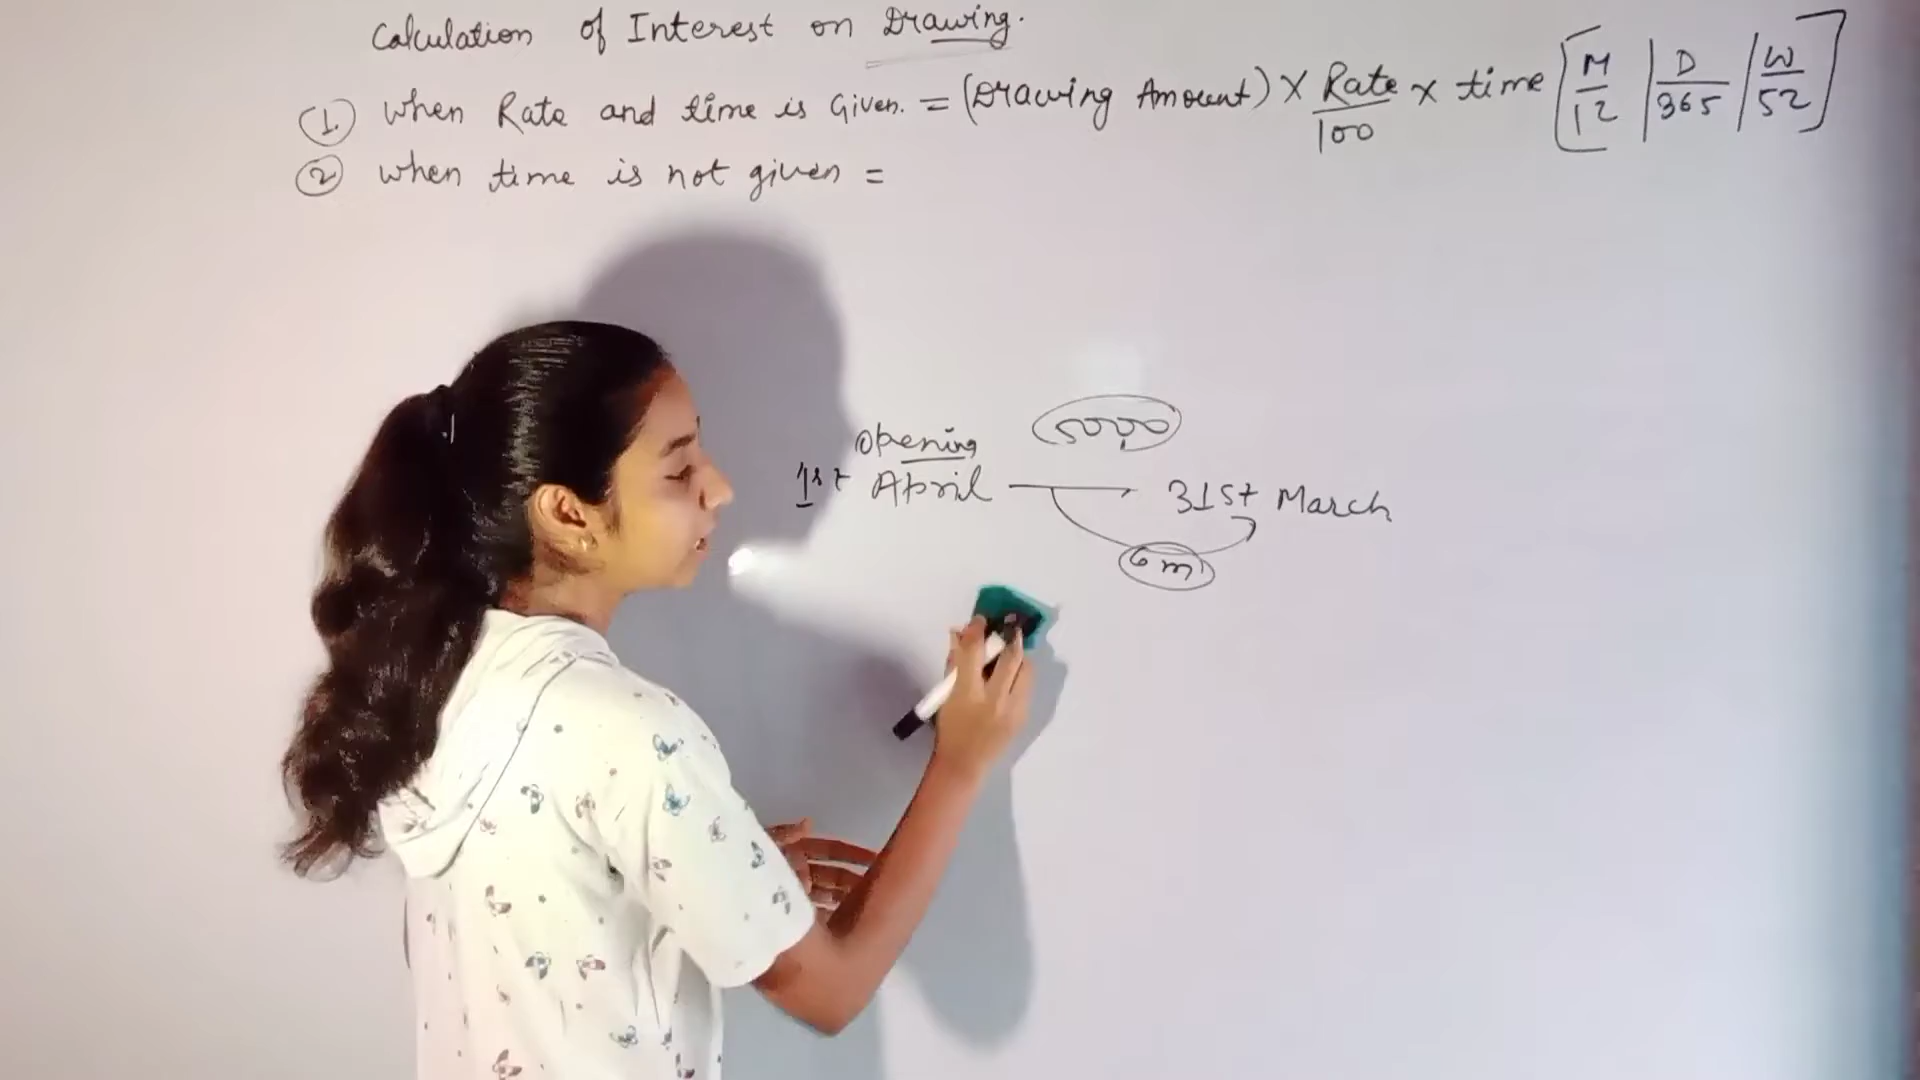 Calculation of Interest on Drawing.
1. when Rate and time is Given. = (Drawing Amount) X Rate/100 x time [M/12 | D/365 | W/52]
2 when time is not given =
Opening 5000
1st April — 31st March
6 m